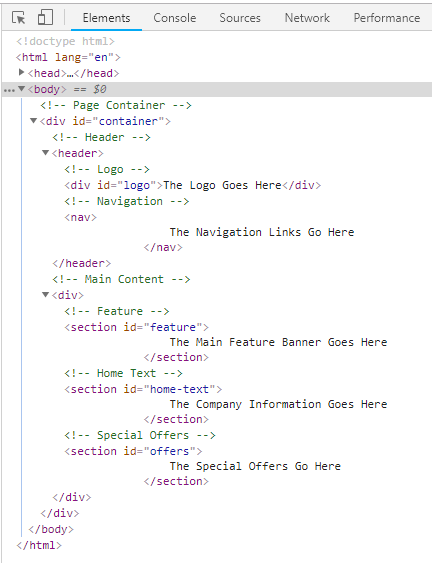 Elements Console Sources Network Performance
<!doctype html>
<html lang="en">
<head>…</head>
… <body> == $0
<!-- Page Container -->
<div id="container">
<!-- Header -->
<header>
<!-- Logo -->
<div id="logo">The Logo Goes Here</div>
<!-- Navigation -->
<nav>
The Navigation Links Go Here
</nav>
</header>
<!-- Main Content -->
<div>
<!-- Feature -->
<section id="feature">
The Main Feature Banner Goes Here
</section>
<!-- Home Text -->
<section id="home-text">
The Company Information Goes Here
</section>
<!-- Special Offers -->
<section id="offers">
The Special Offers Go Here
</section>
</div>
</div>
</body>
</html>